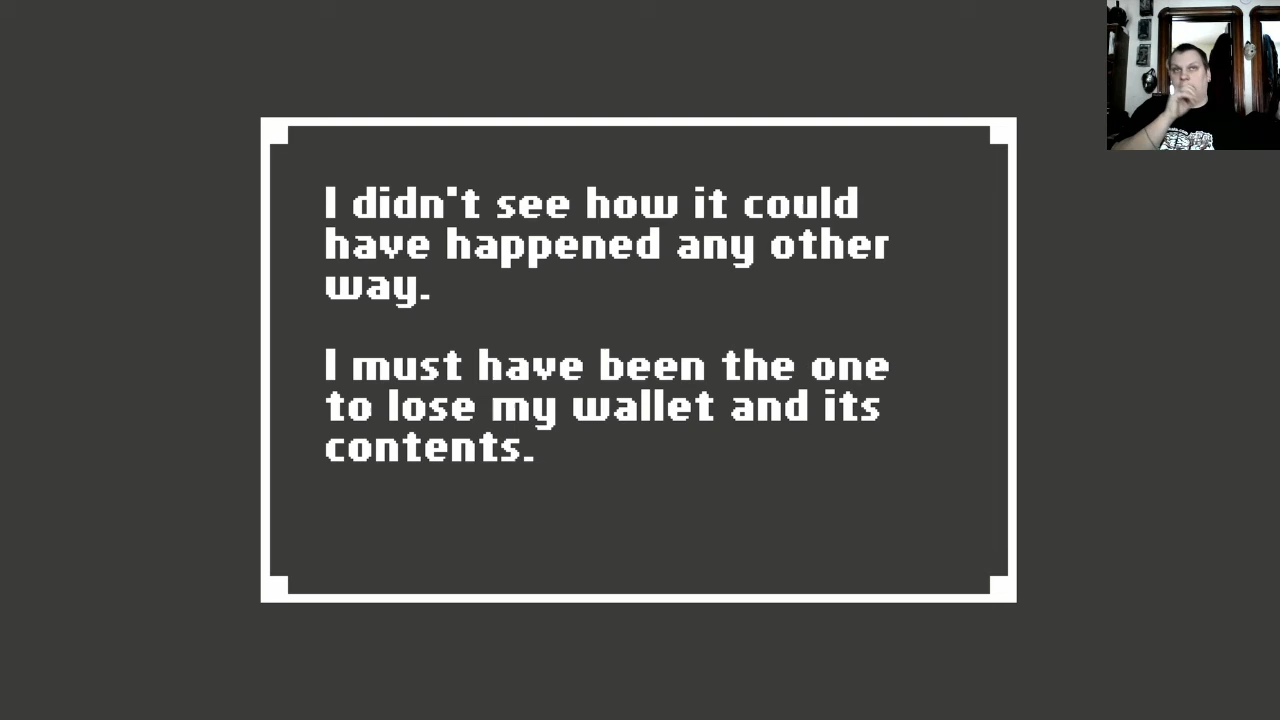 I didn't see how it could
have happened any other
way.
I must have been the one
to lose my wallet and its
contents.